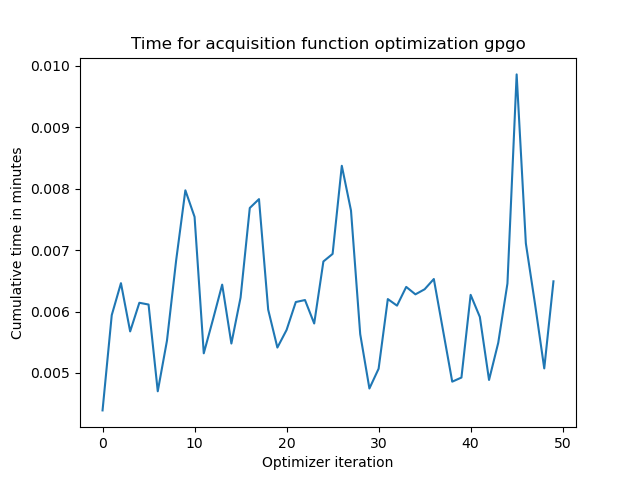 Time for acquisition function optimization gpgo
Cumulative time in minutes
0.010
0.009
0.008
0.007
0.006
0.005
0 10 20 30 40 50
Optimizer iteration